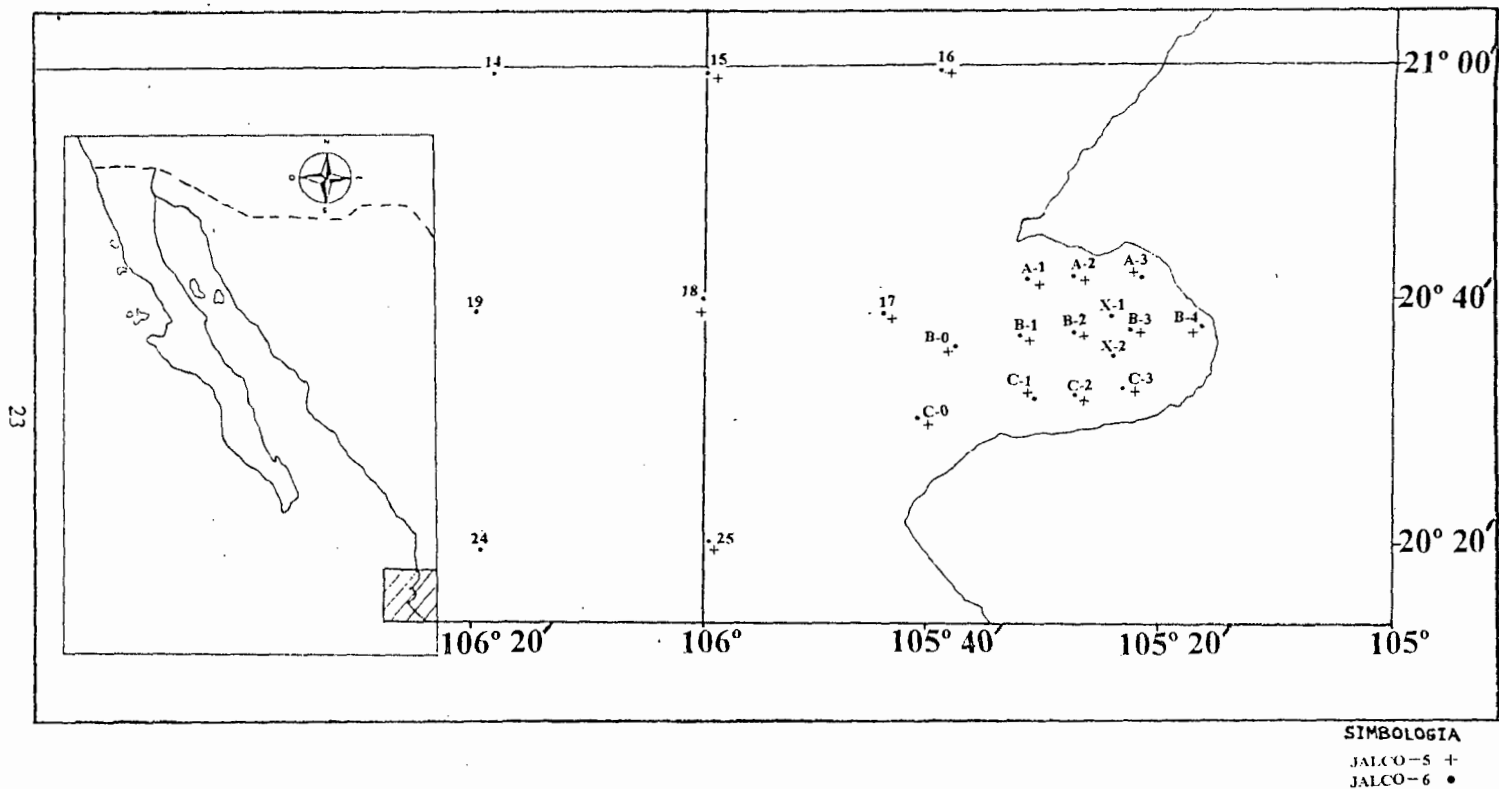 14
15
16
21° 00′
N
O
S
A-1
A-2
A-3
20° 40′
19
18
17
X-1
B-0
B-1
B-2
B-3
B-4
X-2
C-1
C-2
C-3
C-0
23
24
25
20° 20′
106° 20′
106°
105° 40′
105° 20′
105°
SIMBOLOGIA
JALCO-5 +
JALCO-6 •